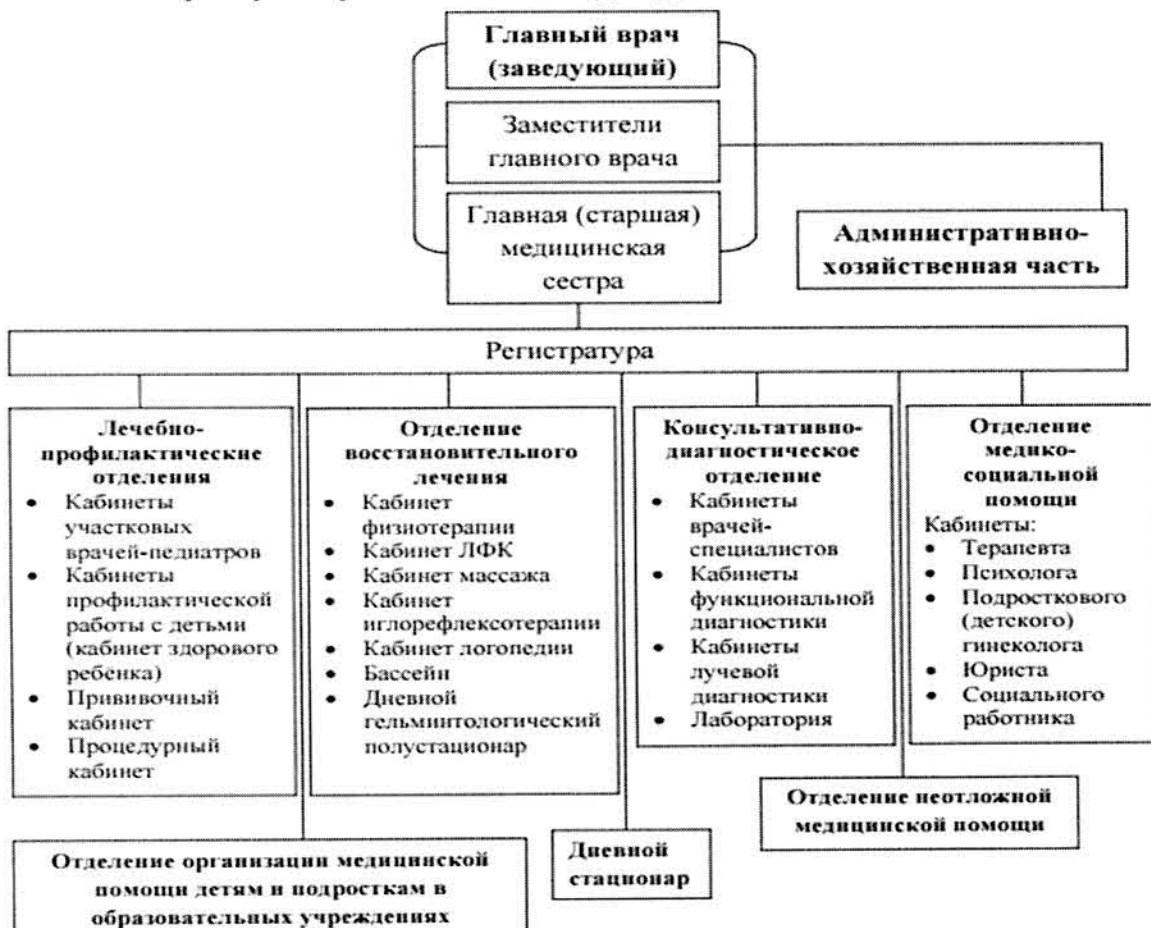 Главный врач
(заведующий)
Заместители
главного врача
Главная (старшая)
медицинская
сестра
Административно-
хозяйственная часть
Регистратура
Лечебно-
профилактические
отделения
• Кабинеты
участковых
врачей-педиатров
• Кабинеты
профилактической
работы с детьми
(кабинет здорового
ребёнка)
• Прививочный
кабинет
• Процедурный
кабинет
Отделение
восстановительного
лечения
• Кабинет
физиотерапии
• Кабинет ЛФК
• Кабинет массажа
• Кабинет
иглорефлексотерапии
• Кабинет логопедии
• Бассейн
• Дневной
гельминтологический
полустационар
Консультативно-
диагностическое
отделение
• Кабинеты
врачей-
специалистов
• Кабинеты
функциональной
диагностики
• Кабинеты
лучевой
диагностики
• Лаборатория
Отделение
медико-
социальной
помощи
Кабинеты:
• Терапевта
• Психолога
• Подросткового
(детского)
гинеколога
• Юриста
• Социального
работника
Отделение неотложной
медицинской помощи
Дневной
стационар
Отделение организации медицинской
помощи детям и подросткам в
образовательных учреждениях